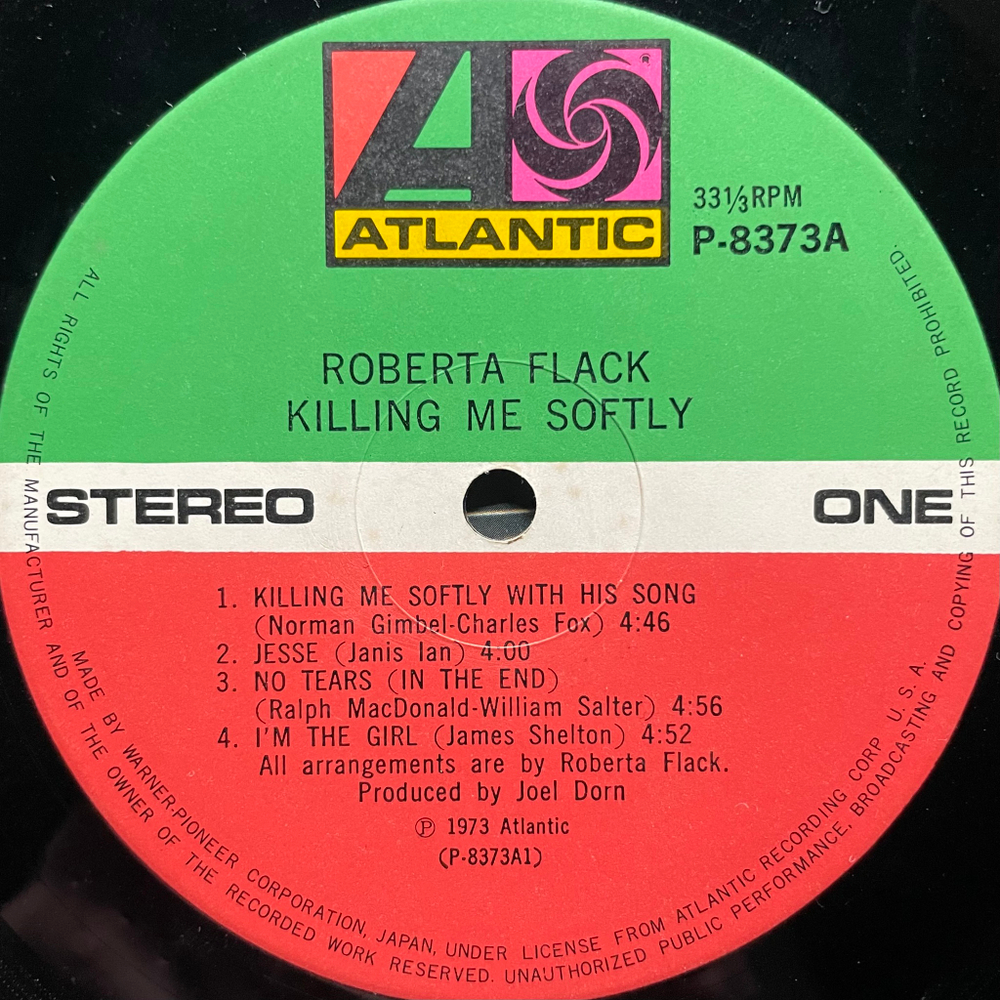 ATLANTIC
®
33⅓RPM
P-8373A
ROBERTA FLACK
KILLING ME SOFTLY
STEREO
ONE
1. KILLING ME SOFTLY WITH HIS SONG
(Norman Gimbel-Charles Fox) 4:46
2. JESSE (Janis Ian) 4.00
3. NO TEARS (IN THE END)
(Ralph MacDonald-William Salter) 4:56
4. I'M THE GIRL (James Shelton) 4:52
All arrangements are by Roberta Flack.
Produced by Joel Dorn
℗ 1973 Atlantic
(P-8373A1)
MADE BY WARNER-PIONEER CORPORATION, JAPAN, UNDER LICENSE FROM ATLANTIC RECORDING CORP U. S. A.
ALL RIGHTS OF THE MANUFACTURER AND OF THE OWNER OF THE RECORDED WORK RESERVED. UNAUTHORIZED PUBLIC PERFORMANCE, BROADCASTING AND COPYING OF THIS RECORD PROHIBITED.